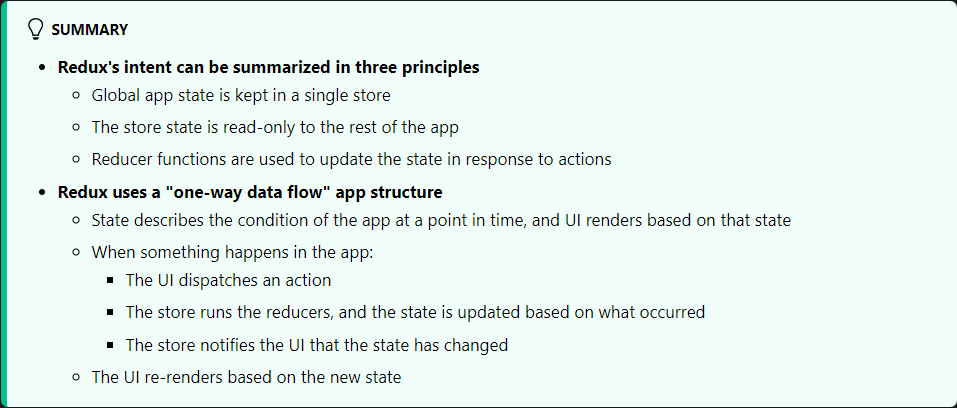 SUMMARY
Redux's intent can be summarized in three principles
Global app state is kept in a single store
The store state is read-only to the rest of the app
Reducer functions are used to update the state in response to actions
Redux uses a "one-way data flow" app structure
State describes the condition of the app at a point in time, and UI renders based on that state
When something happens in the app:
The UI dispatches an action
The store runs the reducers, and the state is updated based on what occurred
The store notifies the UI that the state has changed
The UI re-renders based on the new state